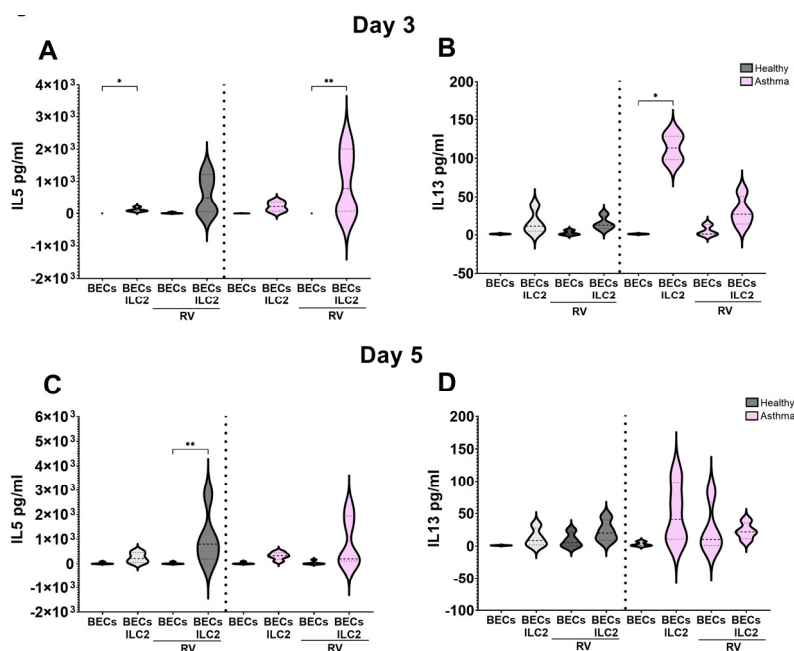 Day 3
A
4×10³
3×10³
2×10³
1×10³
0
-1×10³
-2×10³
IL5 pg/ml
*
**
BECs BECs BECs BECs BECs BECs BECs BECs
ILC2 ILC2 ILC2 ILC2
RV RV
B
200
150
100
50
0
-50
IL13 pg/ml
*
Healthy
Asthma
BECs BECs BECs BECs BECs BECs BECs BECs
ILC2 ILC2 ILC2 ILC2
RV RV
Day 5
C
6×10³
5×10³
4×10³
3×10³
2×10³
1×10³
0
-1×10³
-2×10³
IL5 pg/ml
**
BECs BECs BECs BECs BECs BECs BECs BECs
ILC2 ILC2 ILC2 ILC2
RV RV
D
200
150
100
50
0
-50
-100
IL13 pg/ml
Healthy
Asthma
BECs BECs BECs BECs BECs BECs BECs BECs
ILC2 ILC2 ILC2 ILC2
RV RV